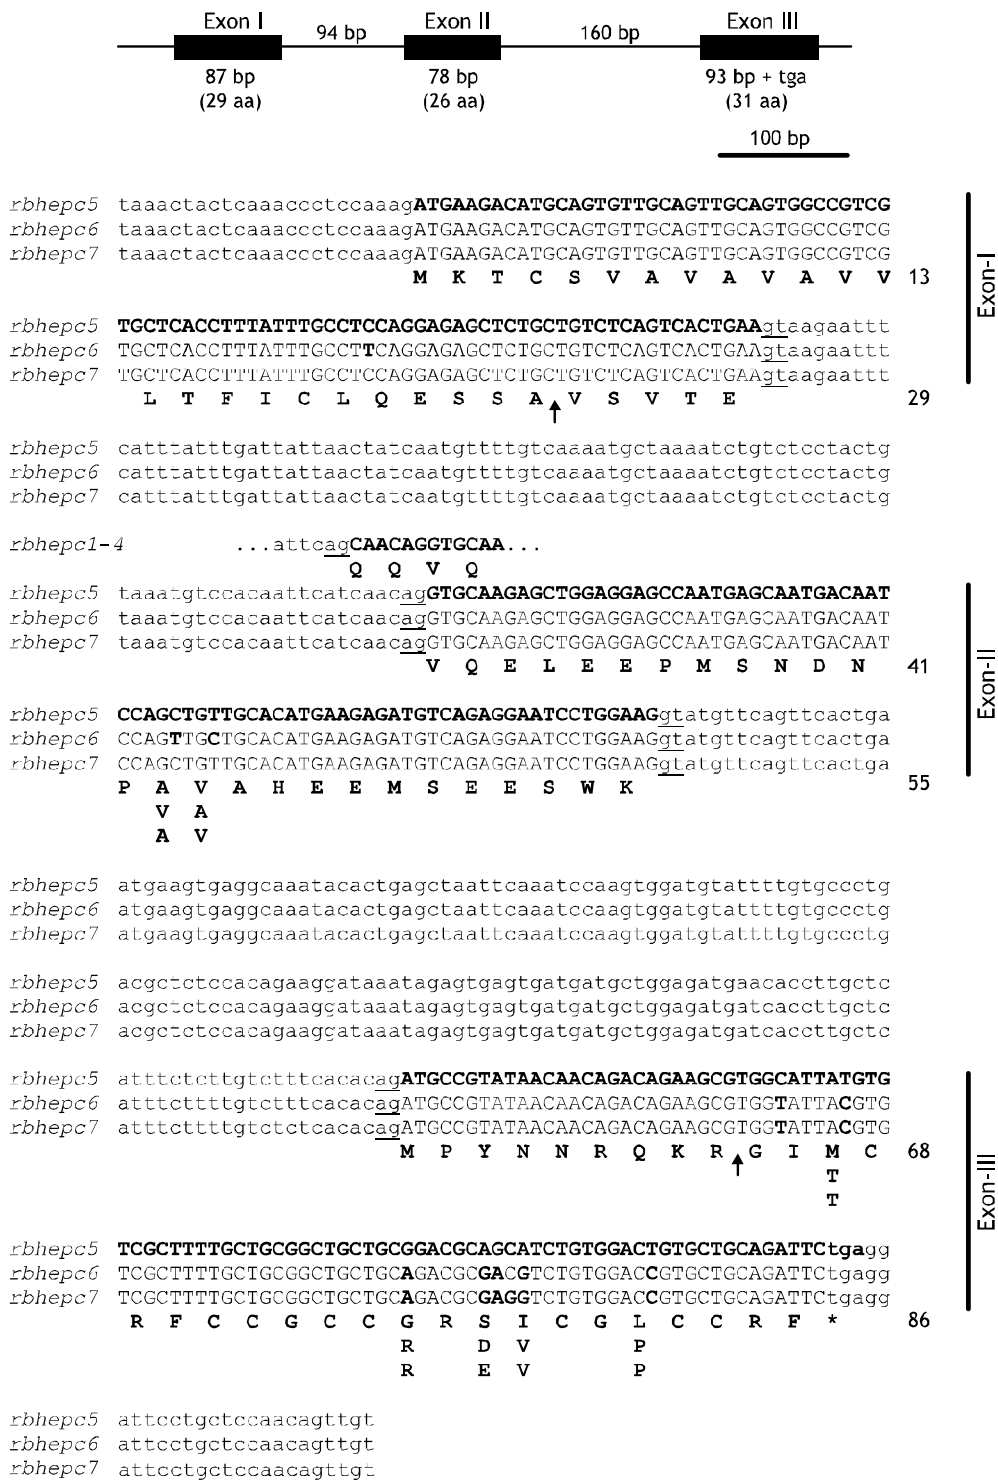 Exon I Exon II Exon III
94 bp 160 bp
87 bp 78 bp 93 bp + tga
(29 aa) (26 aa) (31 aa)
100 bp
rbhepc5 taaactactcaaaccctccaaagATGAAGACATGCAGTGTTGCAGTTGCAGTGGCCGTCG
rbhepc6 taaactactcaaaccctccaaagATGAAGACATGCAGTGTTGCAGTTGCAGTGGCCGTCG
rbhepc7 taaactactcaaaccctccaaagATGAAGACATGCAGTGTTGCAGTTGCAGTGGCCGTCG
M K T C S V A V A V A V V 13
Exon-I
rbhepc5 TGCTCACCTTTATTTGCCTCCAGGAGAGCTCTGCTGTCTCAGTCACTGAAgtaagaattt
rbhepc6 TGCTCACCTTTATTTGCCTTCAGGAGAGCTCTGCTGTCTCAGTCACTGAAgtaagaattt
rbhepc7 TGCTCACCTTTATTTGCCTCCAGGAGAGCTCTGCTGTCTCAGTCACTGAAgtaagaattt
L T F I C L Q E S S A V S V T E 29
rbhepc5 catttatttgattattaactatcaatgttttgtcaaaatgctaaaatctgtctcctactg
rbhepc6 catttatttgattattaactatcaatgttttgtcaaaatgctaaaatctgtctcctactg
rbhepc7 catttatttgattattaactatcaatgttttgtcaaaatgctaaaatctgtctcctactg
rbhepc1-4 ...attcagCAACAGGTGCAA...
Q Q V Q
rbhepc5 taaatgtccacaattcatcaacagGTGCAAGAGCTGGAGGAGCCAATGAGCAATGACAAT
rbhepc6 taaatgtccacaattcatcaacagGTGCAAGAGCTGGAGGAGCCAATGAGCAATGACAAT
rbhepc7 taaatgtccacaattcatcaacagGTGCAAGAGCTGGAGGAGCCAATGAGCAATGACAAT
V Q E L E E P M S N D N 41
Exon-II
rbhepc5 CCAGCTGTTGCACATGAAGAGATGTCAGAGGAATCCTGGAAGgtatgttcagttcactga
rbhepc6 CCAGTTGCTGCACATGAAGAGATGTCAGAGGAATCCTGGAAGgtatgttcagttcactga
rbhepc7 CCAGCTGTTGCACATGAAGAGATGTCAGAGGAATCCTGGAAGgtatgttcagttcactga
P A V A H E E M S E E S W K 55
V A
A V
rbhepc5 atgaagtgaggcaaatacactgagctaattcaaatccaagtggatgtattttgtgccctg
rbhepc6 atgaagtgaggcaaatacactgagctaattcaaatccaagtggatgtattttgtgccctg
rbhepc7 atgaagtgaggcaaatacactgagctaattcaaatccaagtggatgtattttgtgccctg
rbhepc5 acgctctccacagaaggataaatagagtgagtgatgatgctggagatgaacaccttgctc
rbhepc6 acgctctccacagaaggataaatagagtgagtgatgatgctggagatgatcaccttgctc
rbhepc7 acgctctccacagaaggataaatagagtgagtgatgatgctggagatgatcaccttgctc
rbhepc5 atttctcttgtctttcacacagATGCCGTATAACAACAGACAGAAGCGTGGCATTATGTG
rbhepc6 atttcttttgtctttcacacagATGCCGTATAACAACAGACAGAAGCGTGGTATTACGTG
rbhepc7 atttcttttgtctctcacacagATGCCGTATAACAACAGACAGAAGCGTGGTATTACGTG
M P Y N N R Q K R G I M C 68
T
T
Exon-III
rbhepc5 TCGCTTTTGCTGCGGCTGCTGCGGACGCAGCATCTGTGGACTGTGCTGCAGATTCtgagg
rbhepc6 TCGCTTTTGCTGCGGCTGCTGCAGACGCGACGTCTGTGGACCGTGCTGCAGATTCtgagg
rbhepc7 TCGCTTTTGCTGCGGCTGCTGCAGACGCGAGGTCTGTGGACCGTGCTGCAGATTCtgagg
R F C C G C C G R S I C G L C C R F * 86
R D V P
R E V P
rbhepc5 attcctgctccaacagttgt
rbhepc6 attcctgctccaacagttgt
rbhepc7 attcctgctccaacagttgt